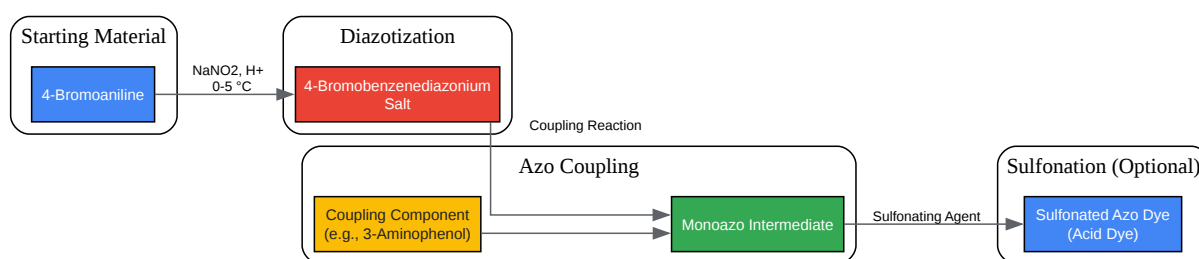 Starting Material
4-Bromoaniline
NaNO2, H+
0-5 °C
Diazotization
4-Bromobenzenediazonium
Salt
Coupling Reaction
Azo Coupling
Coupling Component
(e.g., 3-Aminophenol)
Monoazo Intermediate
Sulfonating Agent
Sulfonation (Optional)
Sulfonated Azo Dye
(Acid Dye)